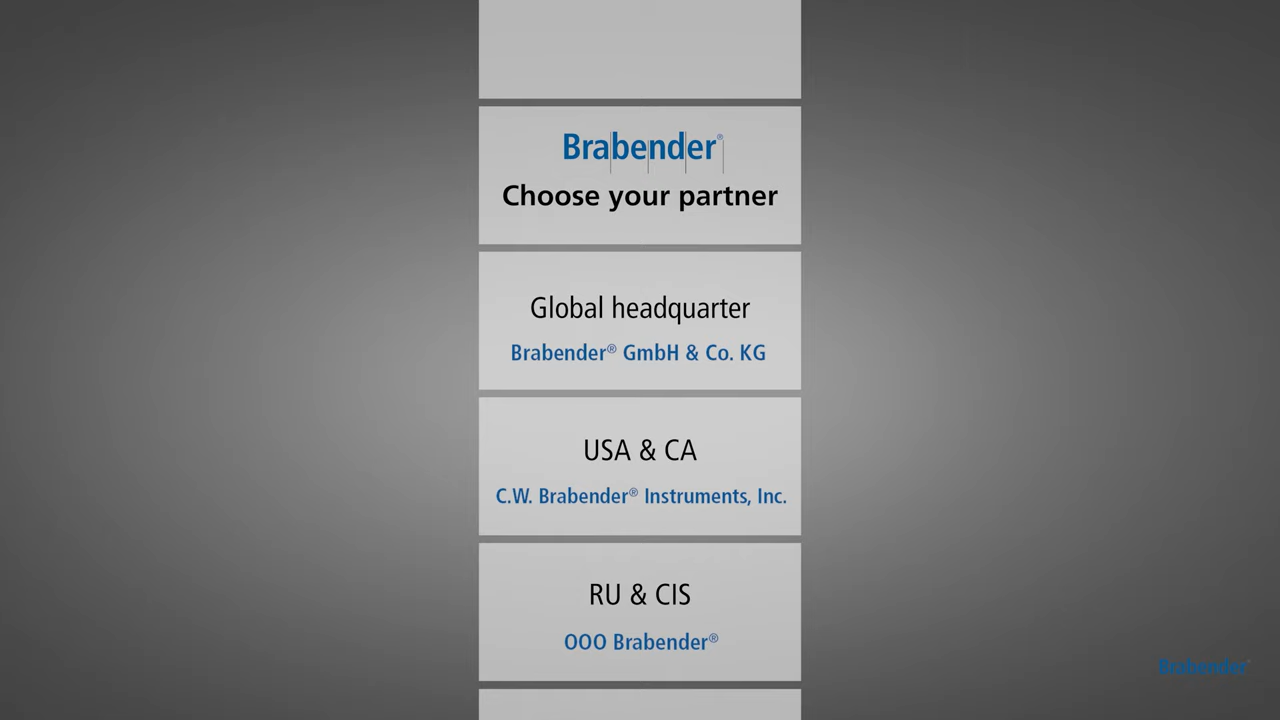 Brabender®
Choose your partner
Global headquarter
Brabender® GmbH & Co. KG
USA & CA
C.W. Brabender® Instruments, Inc.
RU & CIS
OOO Brabender®
Brabender®